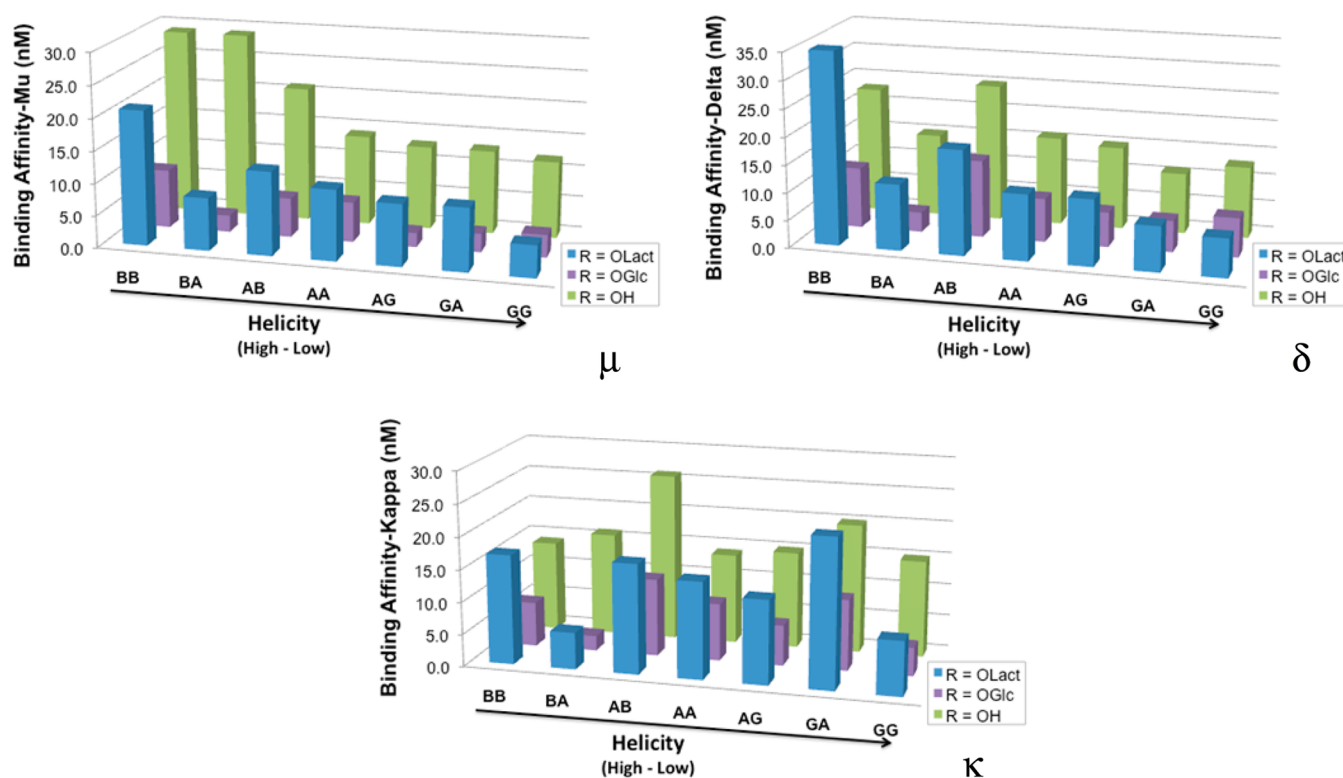 Binding Affinity-Mu (nM)
30.0
25.0
20.0
15.0
10.0
5.0
0.0
BB BA AB AA AG GA GG
Helicity
(High - Low)
R = OLact
R = OGlc
R = OH
μ
Binding Affinity-Delta (nM)
35.0
30.0
25.0
20.0
15.0
10.0
5.0
0.0
BB BA AB AA AG GA GG
Helicity
(High - Low)
R = OLact
R = OGlc
R = OH
δ
Binding Affinity-Kappa (nM)
30.0
25.0
20.0
15.0
10.0
5.0
0.0
BB BA AB AA AG GA GG
Helicity
(High - Low)
R = OLact
R = OGlc
R = OH
κ